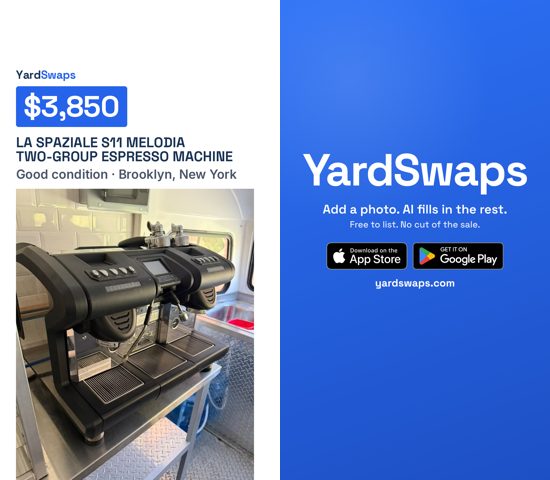 YardSwaps
$3,850
LA SPAZIALE S11 MELODIA
TWO-GROUP ESPRESSO MACHINE
Good condition · Brooklyn, New York
YardSwaps
Add a photo. AI fills in the rest.
Free to list. No cut of the sale.
Download on the
App Store
GET IT ON
Google Play
yardswaps.com